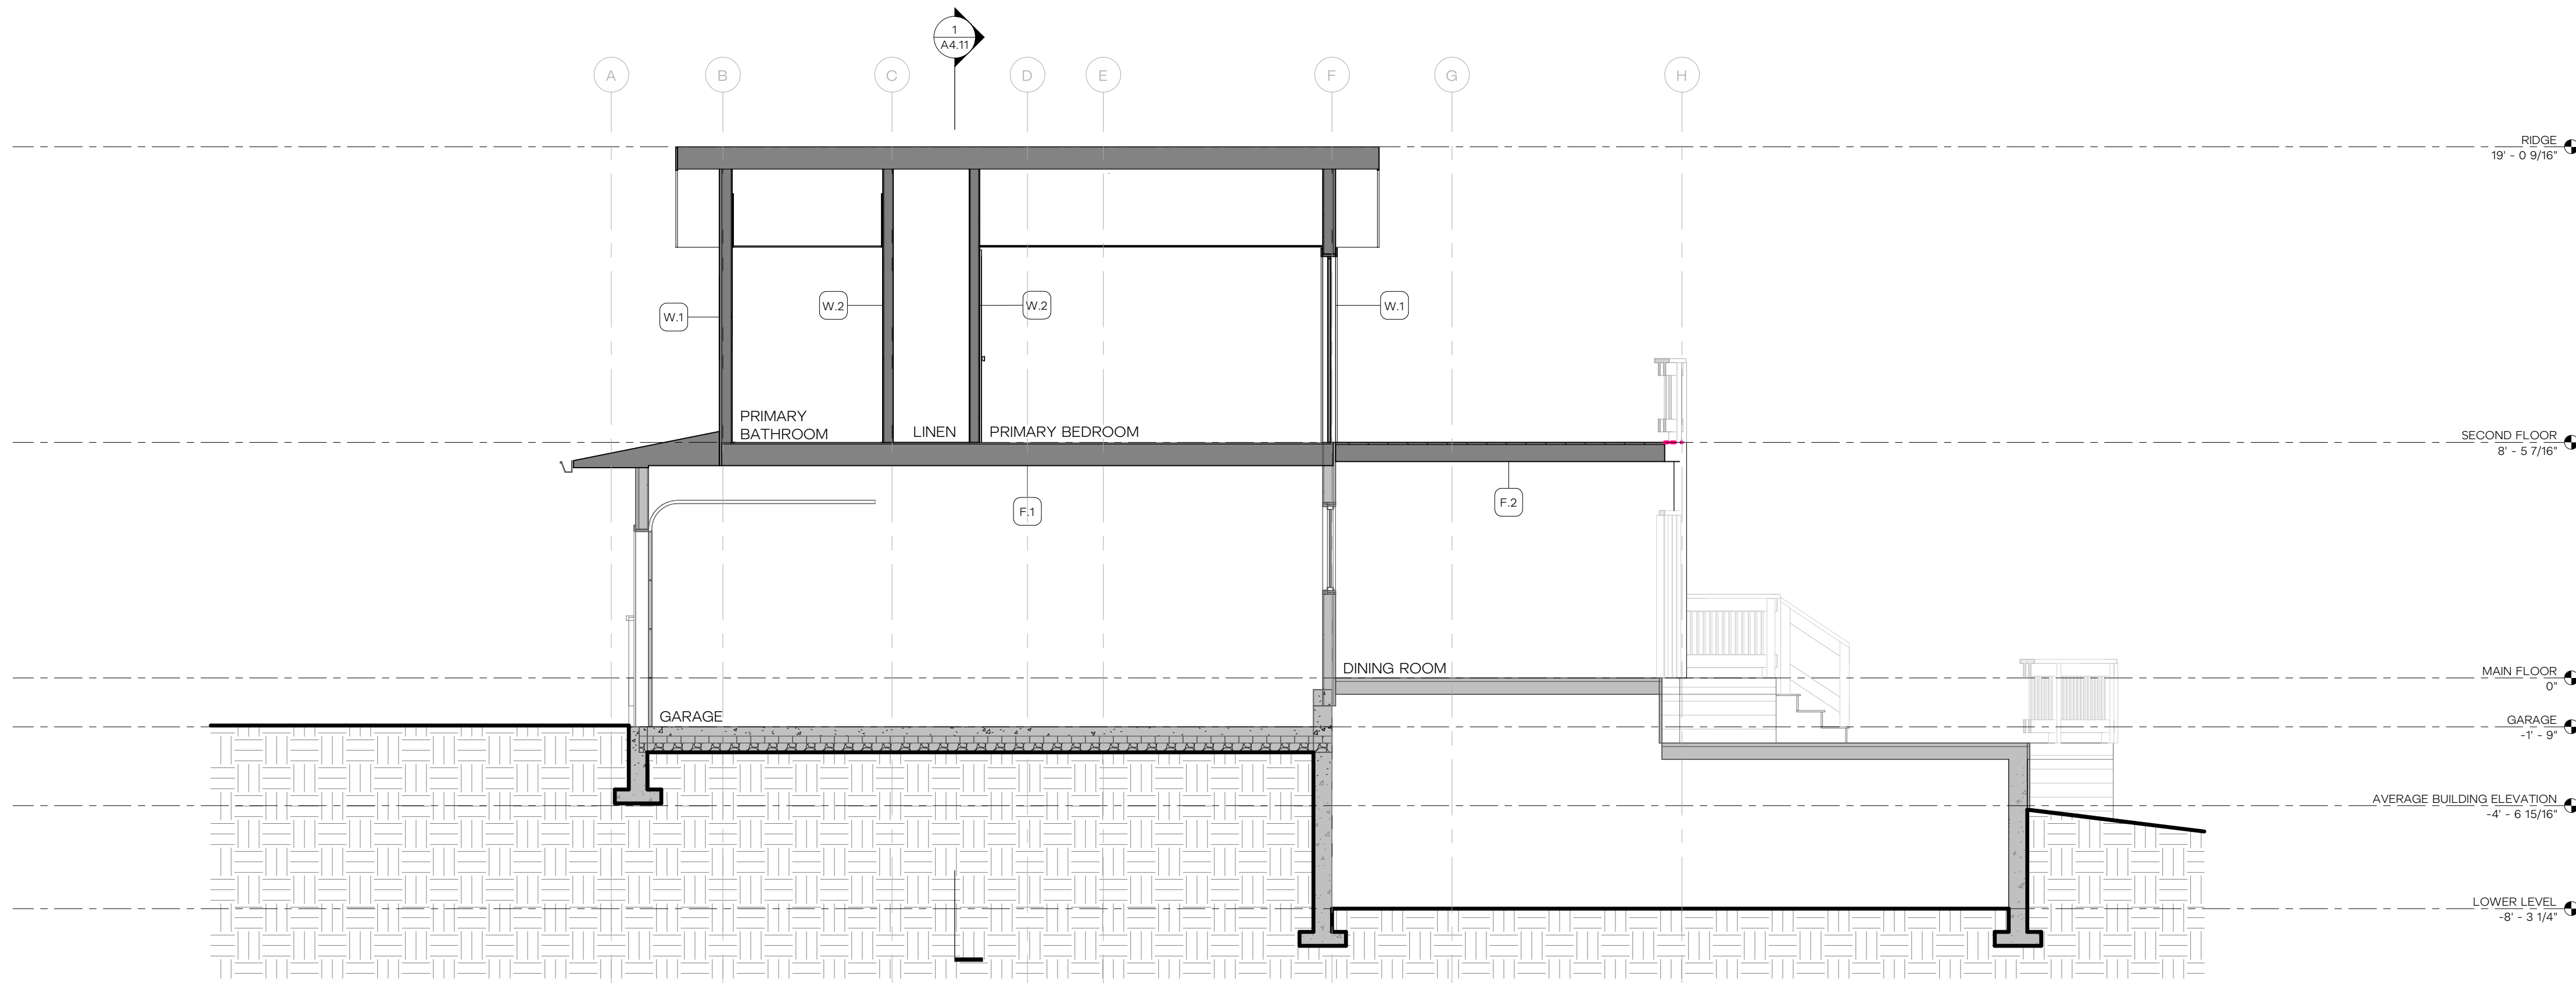 1
A4.11
A
B
C
D
E
F
G
H
RIDGE
19' - 0 9/16"
W.1
W.2
W.2
W.1
PRIMARY
BATHROOM
LINEN
PRIMARY BEDROOM
SECOND FLOOR
8' - 5 7/16"
F.1
F.2
DINING ROOM
MAIN FLOOR
0"
GARAGE
GARAGE
-1' - 9"
AVERAGE BUILDING ELEVATION
-4' - 6 15/16"
LOWER LEVEL
-8' - 3 1/4"